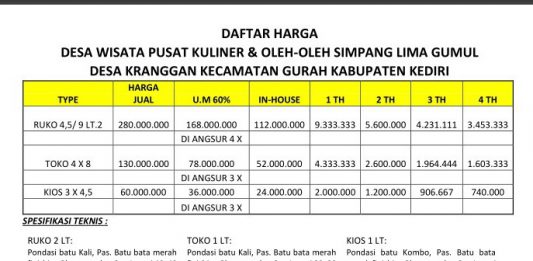 DAFTAR HARGA
DESA WISATA PUSAT KULINER & OLEH-OLEH SIMPANG LIMA GUMUL
DESA KRANGGAN KECAMATAN GURAH KABUPATEN KEDIRI
TYPE HARGA JUAL U.M 60% IN-HOUSE 1 TH 2 TH 3 TH 4 TH
RUKO 4,5/ 9 LT.2 280.000.000 168.000.000 112.000.000 9.333.333 5.600.000 4.231.111 3.453.333
DI ANGSUR 4 X
TOKO 4 X 8 130.000.000 78.000.000 52.000.000 4.333.333 2.600.000 1.964.444 1.603.333
DI ANGSUR 3 X
KIOS 3 X 4,5 60.000.000 36.000.000 24.000.000 2.000.000 1.200.000 906.667 740.000
DI ANGSUR 3 X
SPESIFIKASI TEKNIS :
RUKO 2 LT: TOKO 1 LT: KIOS 1 LT:
Pondasi batu Kali, Pas. Batu bata merah Pondasi batu Kali, Pas. Batu bata merah Pondasi batu Kombo, Pas. Batu bata